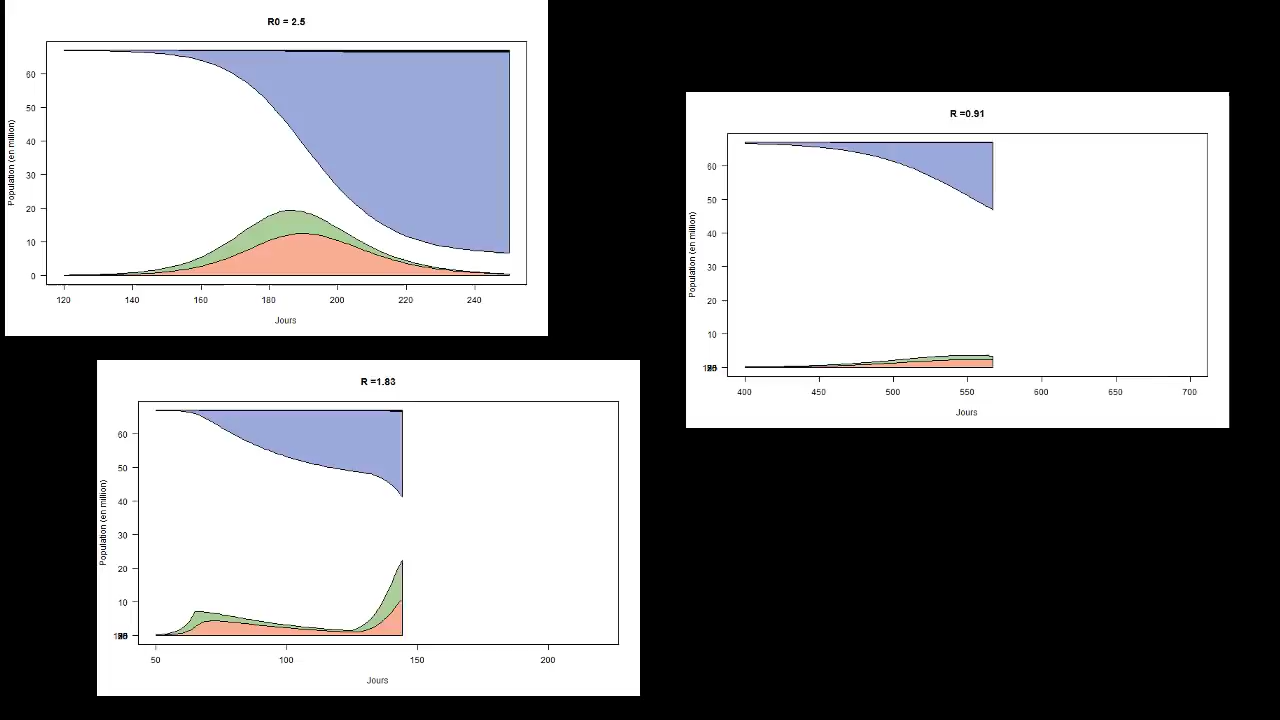 R0 = 2.5
Population (en million)
60
50
40
30
20
10
0
120 140 160 180 200 220 240
Jours
R =0.91
Population (en million)
60
50
40
30
20
10
400 450 500 550 600 650 700
Jours
R =1.83
Population (en million)
60
50
40
30
20
10
50 100 150 200
Jours